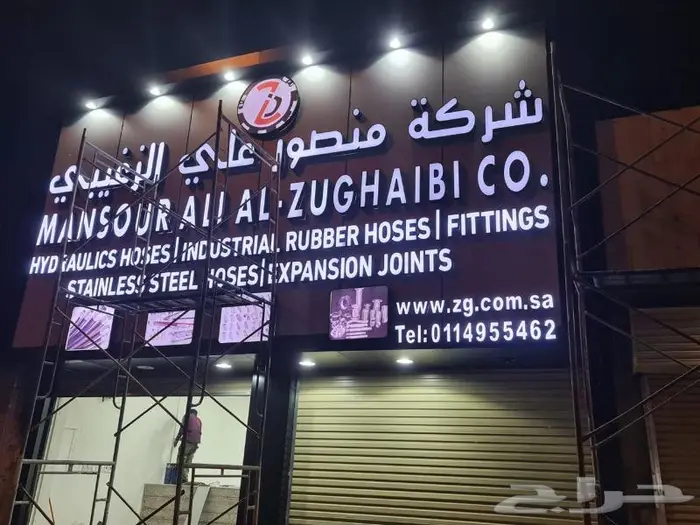 شركة منصور علي الزغيبي
MANSOUR ALI AL-ZUGHAIBI CO.
HYDRAULICS HOSES | INDUSTRIAL RUBBER HOSES | FITTINGS
STAINLESS STEEL HOSES | EXPANSION JOINTS
www.zg.com.sa
Tel:0114955462
حراج